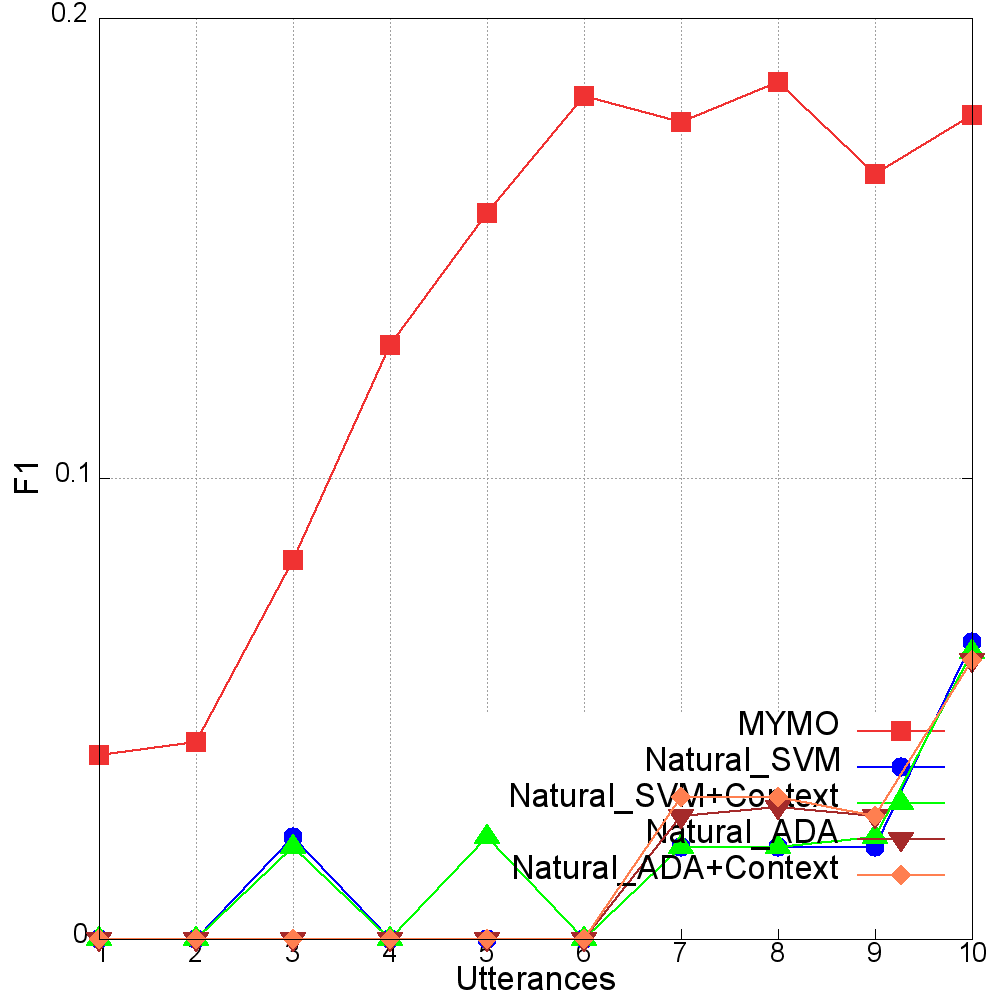 0.2
0.1
0
F1
MYMO
Natural_SVM
Natural_SVM+Context
Natural_ADA
Natural_ADA+Context
1 2 3 4 5 6 7 8 9 10
Utterances